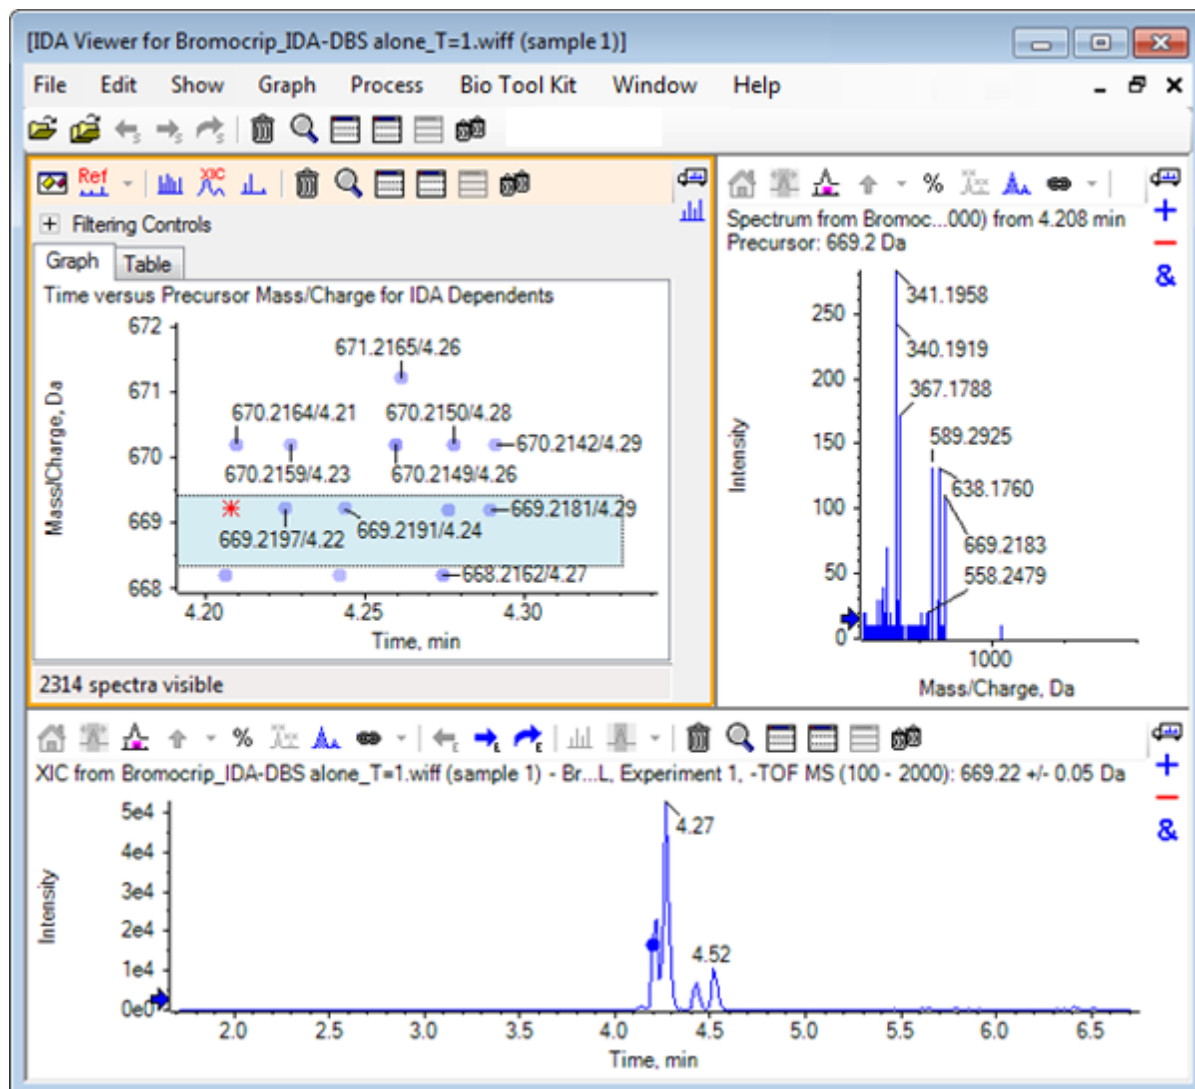 [IDA Viewer for Bromocrip_IDA-DBS alone_T=1.wiff (sample 1)]
File Edit Show Graph Process Bio Tool Kit Window Help
Ref XIC
Filtering Controls
Graph Table
Time versus Precursor Mass/Charge for IDA Dependents
Mass/Charge, Da
672
671
670
669
668
671.2165/4.26
670.2164/4.21 670.2150/4.28
670.2142/4.29
670.2159/4.23 670.2149/4.26
669.2181/4.29
669.2197/4.22 669.2191/4.24
668.2162/4.27
4.20 4.25 4.30
Time, min
2314 spectra visible
%
&
Spectrum from Bromoc...000) from 4.208 min
Precursor: 669.2 Da
Intensity
250
200
150
100
50
0
341.1958
340.1919
367.1788
589.2925
638.1760
669.2183
558.2479
1000
Mass/Charge, Da
%
&
XIC from Bromocrip_IDA-DBS alone_T=1.wiff (sample 1) - Br...L, Experiment 1, -TOF MS (100 - 2000): 669.22 +/- 0.05 Da
Intensity
5e4
4e4
3e4
2e4
1e4
0e0
4.27
4.52
2.0 2.5 3.0 3.5 4.0 4.5 5.0 5.5 6.0 6.5
Time, min